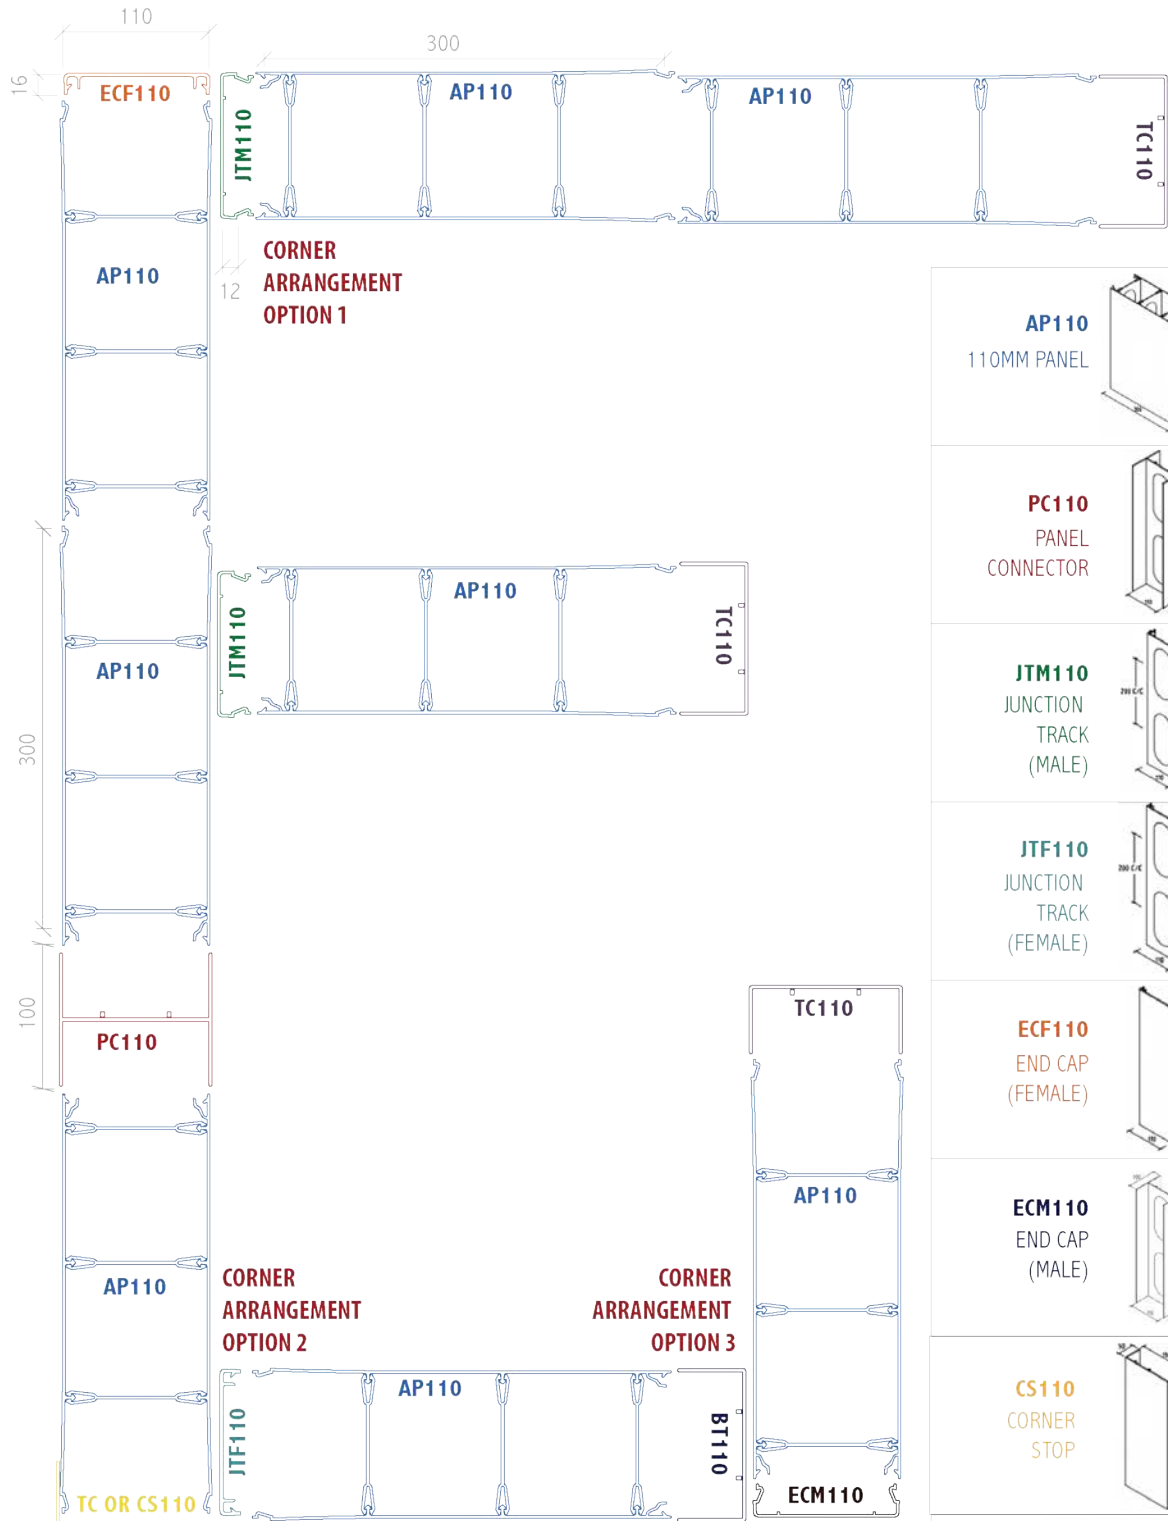 110
300
16
ECF110
AP110
AP110
JTM110
TC110
AP110
12
CORNER
ARRANGEMENT
OPTION 1
AP110
110MM PANEL
PC110
PANEL
CONNECTOR
AP110
JTM110
TC110
AP110
300
JTM110
JUNCTION
TRACK
(MALE)
200 C/C
JTF110
JUNCTION
TRACK
(FEMALE)
200 C/C
100
PC110
TC110
ECF110
END CAP
(FEMALE)
AP110
ECM110
END CAP
(MALE)
AP110
CORNER
ARRANGEMENT
OPTION 2
CORNER
ARRANGEMENT
OPTION 3
AP110
JTF110
BT110
CS110
CORNER
STOP
TC OR CS110
ECM110